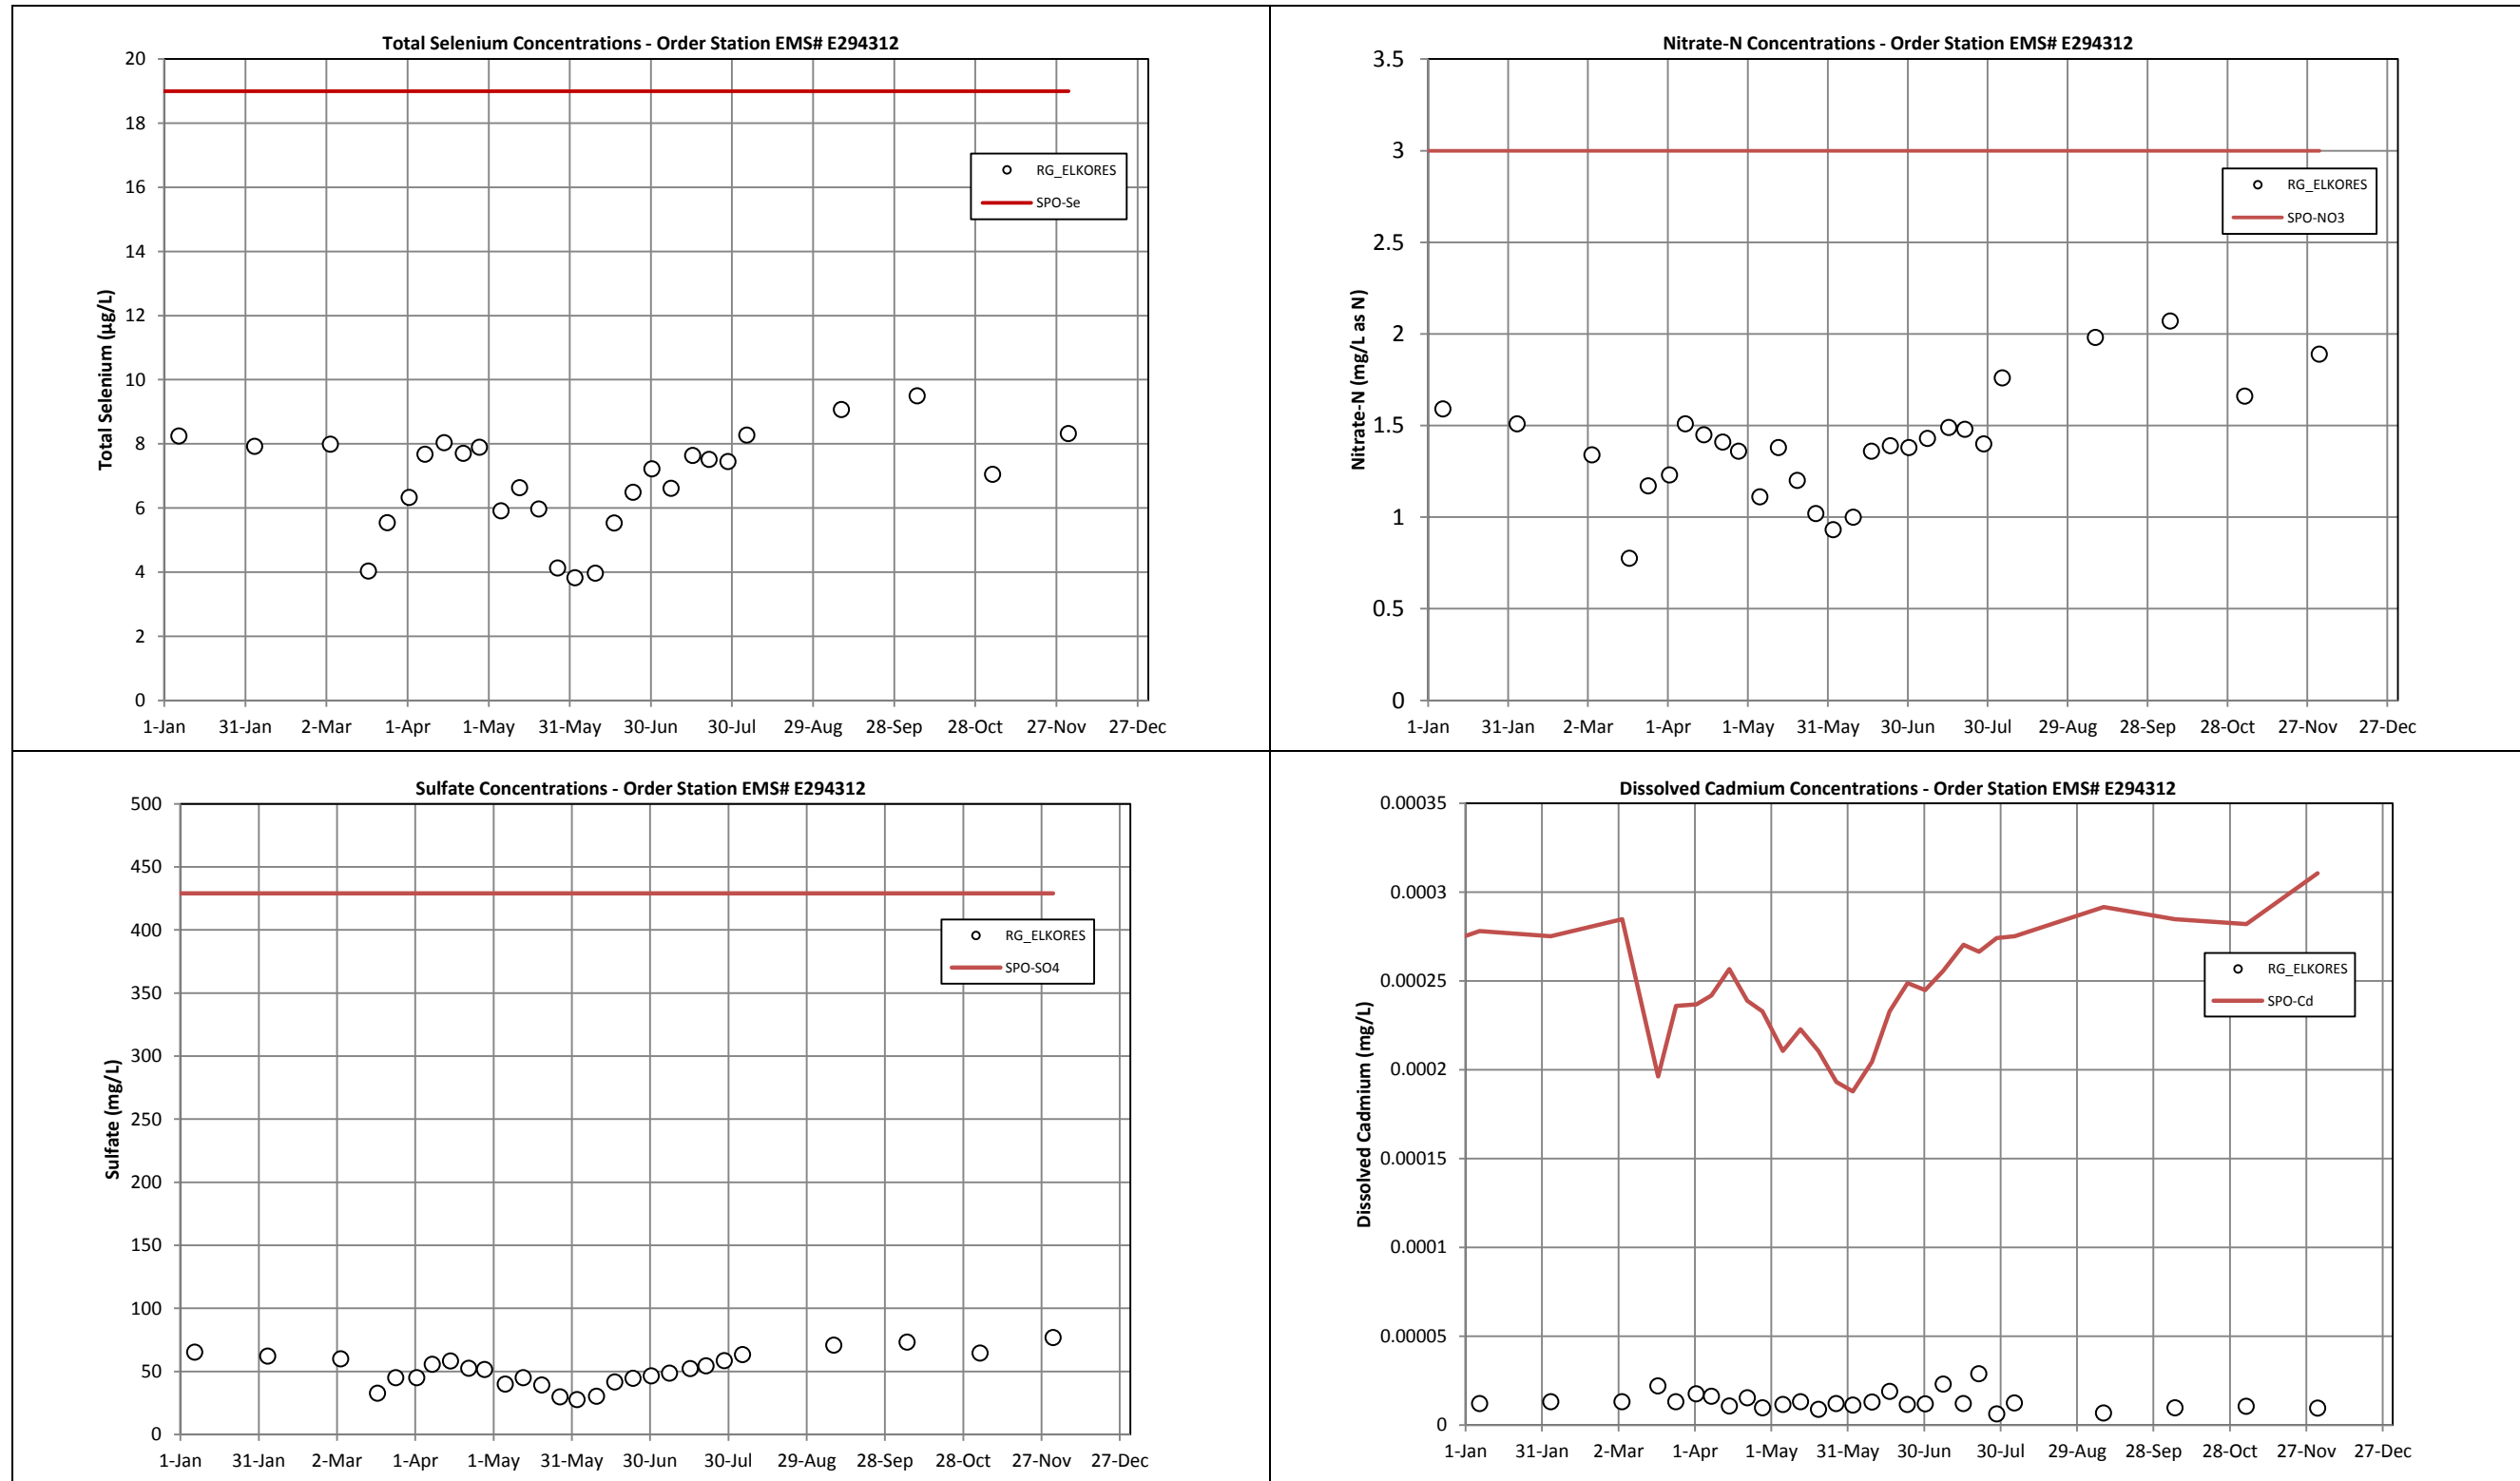 Total Selenium Concentrations - Order Station EMS# E294312
Total Selenium (µg/L)
20
18
16
14
12
10
8
6
4
2
0
RG_ELKORES
SPO-Se
1-Jan 31-Jan 2-Mar 1-Apr 1-May 31-May 30-Jun 30-Jul 29-Aug 28-Sep 28-Oct 27-Nov 27-Dec
Nitrate-N Concentrations - Order Station EMS# E294312
Nitrate-N (mg/L as N)
3.5
3
2.5
2
1.5
1
0.5
0
RG_ELKORES
SPO-NO3
1-Jan 31-Jan 2-Mar 1-Apr 1-May 31-May 30-Jun 30-Jul 29-Aug 28-Sep 28-Oct 27-Nov 27-Dec
Sulfate Concentrations - Order Station EMS# E294312
Sulfate (mg/L)
500
450
400
350
300
250
200
150
100
50
0
RG_ELKORES
SPO-SO4
1-Jan 31-Jan 2-Mar 1-Apr 1-May 31-May 30-Jun 30-Jul 29-Aug 28-Sep 28-Oct 27-Nov 27-Dec
Dissolved Cadmium Concentrations - Order Station EMS# E294312
Dissolved Cadmium (mg/L)
0.00035
0.0003
0.00025
0.0002
0.00015
0.0001
0.00005
0
RG_ELKORES
SPO-Cd
1-Jan 31-Jan 2-Mar 1-Apr 1-May 31-May 30-Jun 30-Jul 29-Aug 28-Sep 28-Oct 27-Nov 27-Dec